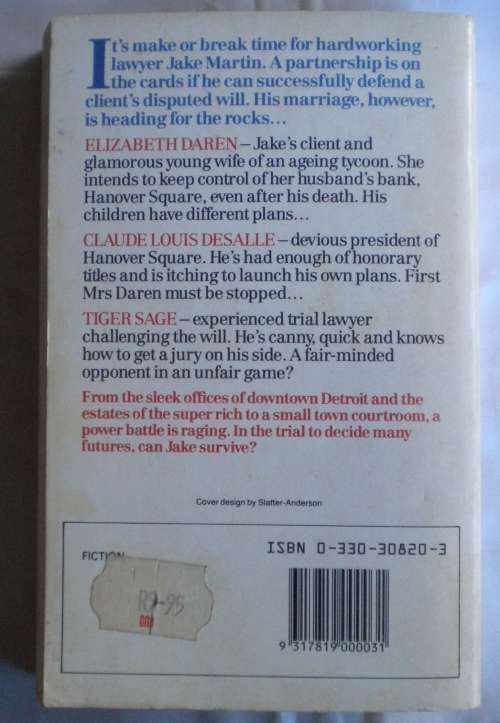 It's make or break time for hardworking
lawyer Jake Martin. A partnership is on
the cards if he can successfully defend a
client's disputed will. His marriage, however,
is heading for the rocks...
ELIZABETH DAREN – Jake's client and
glamorous young wife of an ageing tycoon. She
intends to keep control of her husband's bank,
Hanover Square, even after his death. His
children have different plans...
CLAUDE LOUIS DESALLE – devious president of
Hanover Square. He's had enough of honorary
titles and is itching to launch his own plans. First
Mrs Daren must be stopped...
TIGER SAGE – experienced trial lawyer
challenging the will. He's canny, quick and knows
how to get a jury on his side. A fair-minded
opponent in an unfair game?
From the sleek offices of downtown Detroit and the
estates of the super rich to a small town courtroom, a
power battle is raging. In the trial to decide many
futures, can Jake survive?
Cover design by Slatter-Anderson
ISBN 0-330-30820-3
FICTION
R9-95
9 317819 000031